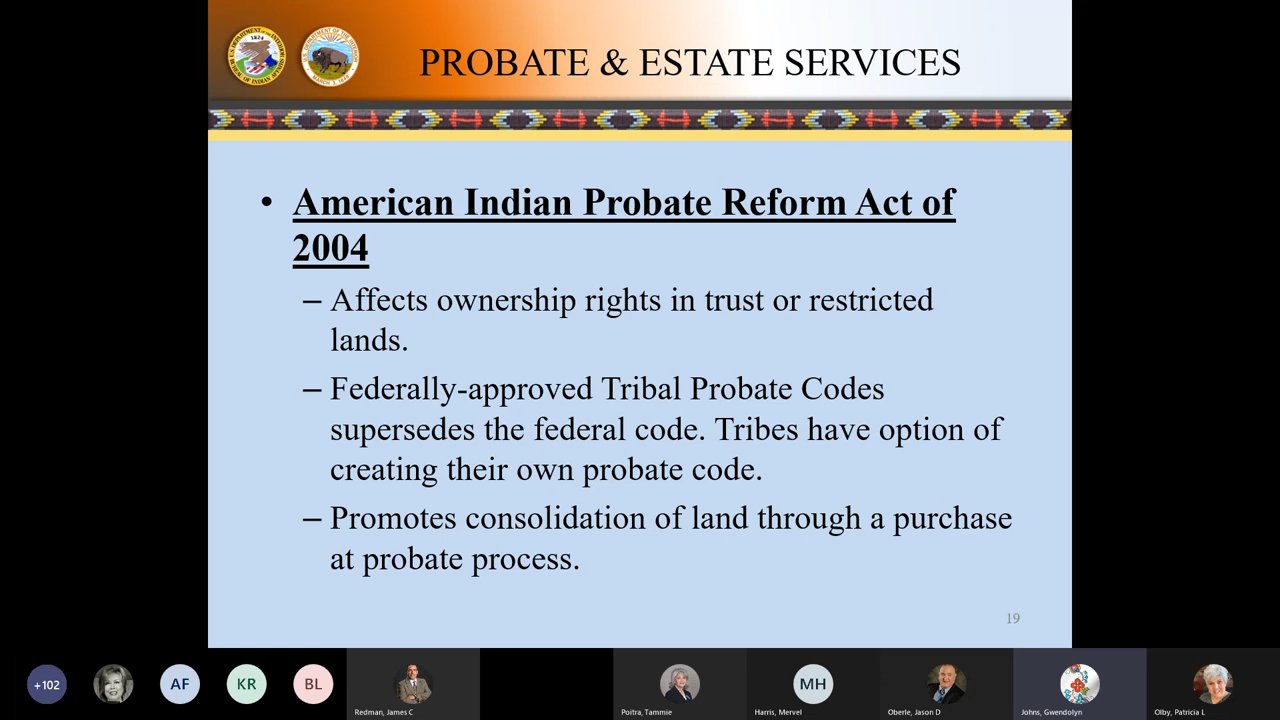 PROBATE & ESTATE SERVICES
• American Indian Probate Reform Act of
2004
– Affects ownership rights in trust or restricted
lands.
– Federally-approved Tribal Probate Codes
supersedes the federal code. Tribes have option of
creating their own probate code.
– Promotes consolidation of land through a purchase
at probate process.
19
+102
AF
KR
BL
MH
Redman, James C
Poitra, Tammie
Harris, Mervel
Oberle, Jason D
Johns, Gwendolyn
Olby, Patricia L